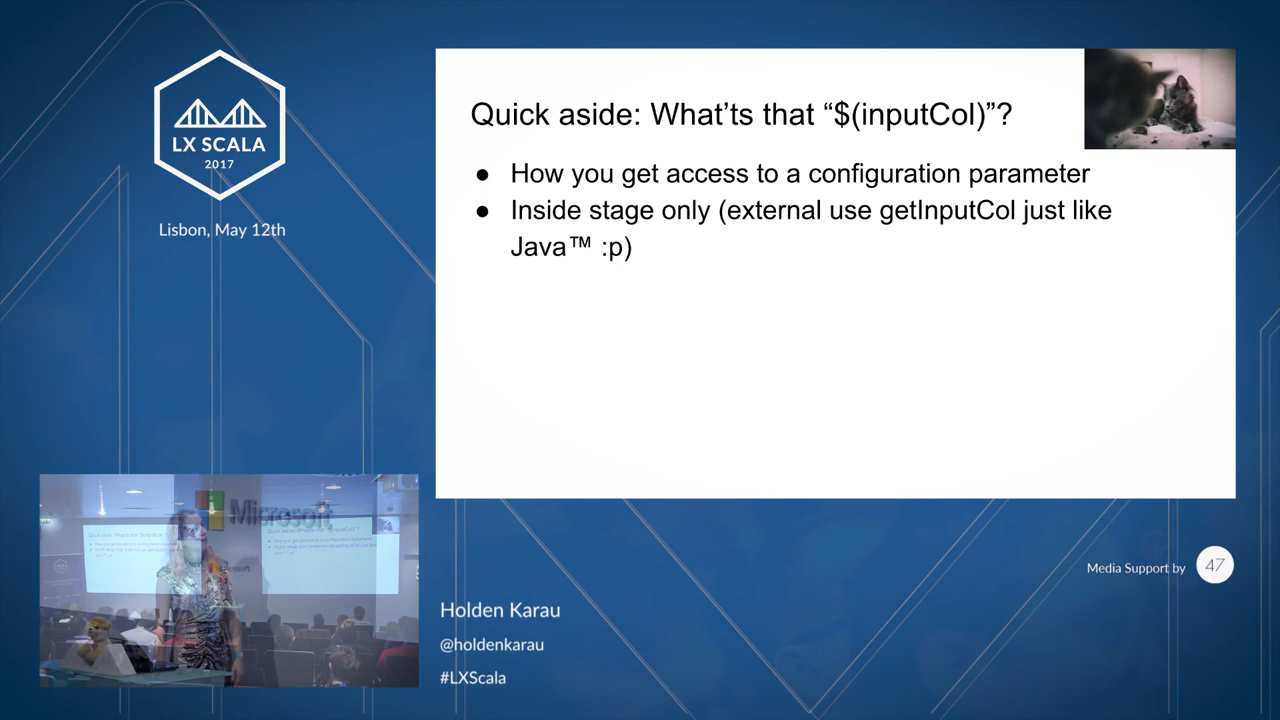 LX SCALA
2017
Lisbon, May 12th
Quick aside: What’ts that “$(inputCol)”?
● How you get access to a configuration parameter
● Inside stage only (external use getInputCol just like
Java™ :p)
Microsoft
Media Support by
47
Holden Karau
@holdenkarau
#LXScala